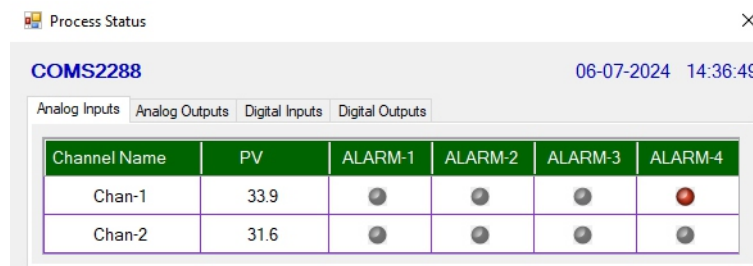 Process Status
COMS2288 06-07-2024 14:36:49
Analog Inputs Analog Outputs Digital Inputs Digital Outputs
Channel Name PV ALARM-1 ALARM-2 ALARM-3 ALARM-4
Chan-1 33.9
Chan-2 31.6